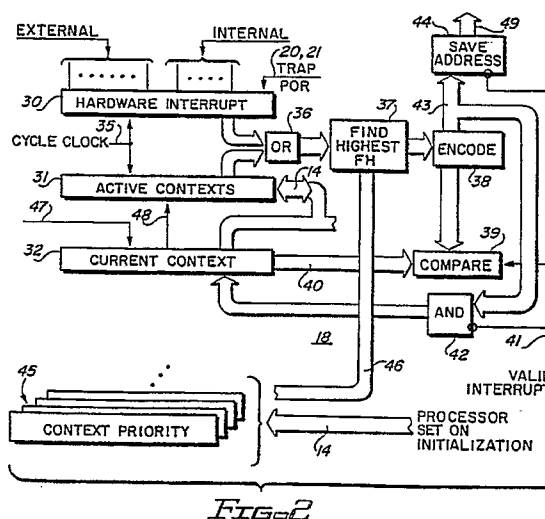 EXTERNAL
INTERNAL
20, 21
TRAP
POR
44
49
SAVE
ADDRESS
30
HARDWARE INTERRUPT
36
37
43
35
CYCLE CLOCK
OR
FIND
HIGHEST
FH
ENCODE
38
31
ACTIVE CONTEXTS
14
47
48
39
32
CURRENT CONTEXT
COMPARE
40
AND
18
42
41
46
VALI
INTERRUPT
45
CONTEXT PRIORITY
PROCESSOR
SET ON
INITIALIZATION
14
FIG-2